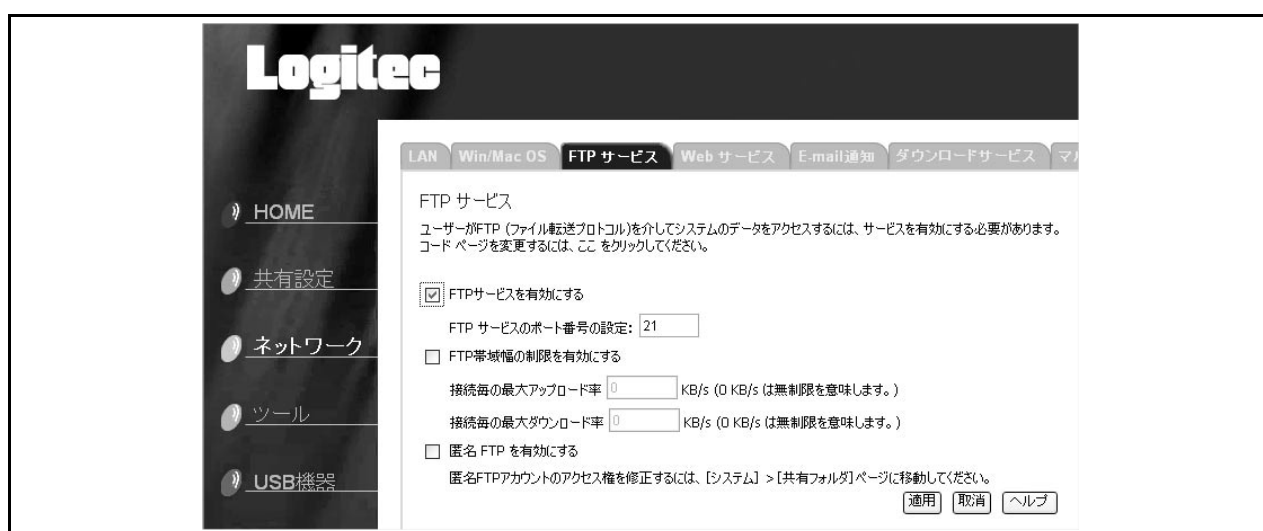 Logitec
LAN Win/Mac OS FTP サービス Web サービス E-mail通知 ダウンロードサービス マル
HOME
共有設定
ネットワーク
ツール
USB機器
FTP サービス
ユーザーがFTP (ファイル転送プロトコル)を介してシステムのデータをアクセスするには、サービスを有効にする必要があります。
コード ページを変更するには、ここ をクリックしてください。
FTPサービスを有効にする
FTP サービスのポート番号の設定: 21
FTP帯域幅の制限を有効にする
接続毎の最大アップロード率 0 KB/s (0 KB/s は無制限を意味します。)
接続毎の最大ダウンロード率 0 KB/s (0 KB/s は無制限を意味します。)
匿名 FTP を有効にする
匿名FTPアカウントのアクセス権を修正するには、[システム] > [共有フォルダ]ページに移動してください。
適用 取消 ヘルプ